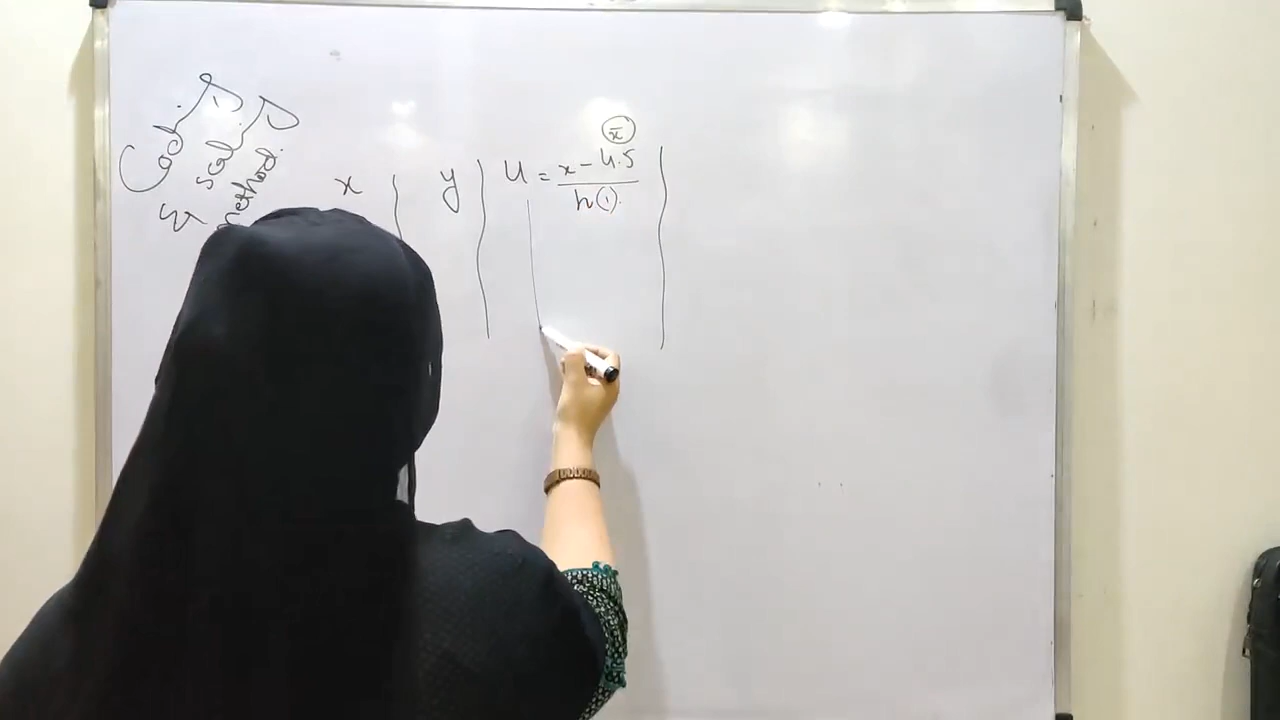 Coding
& scaling
method.
x | y | u = (x - 4.5) / h(1) |
x̄